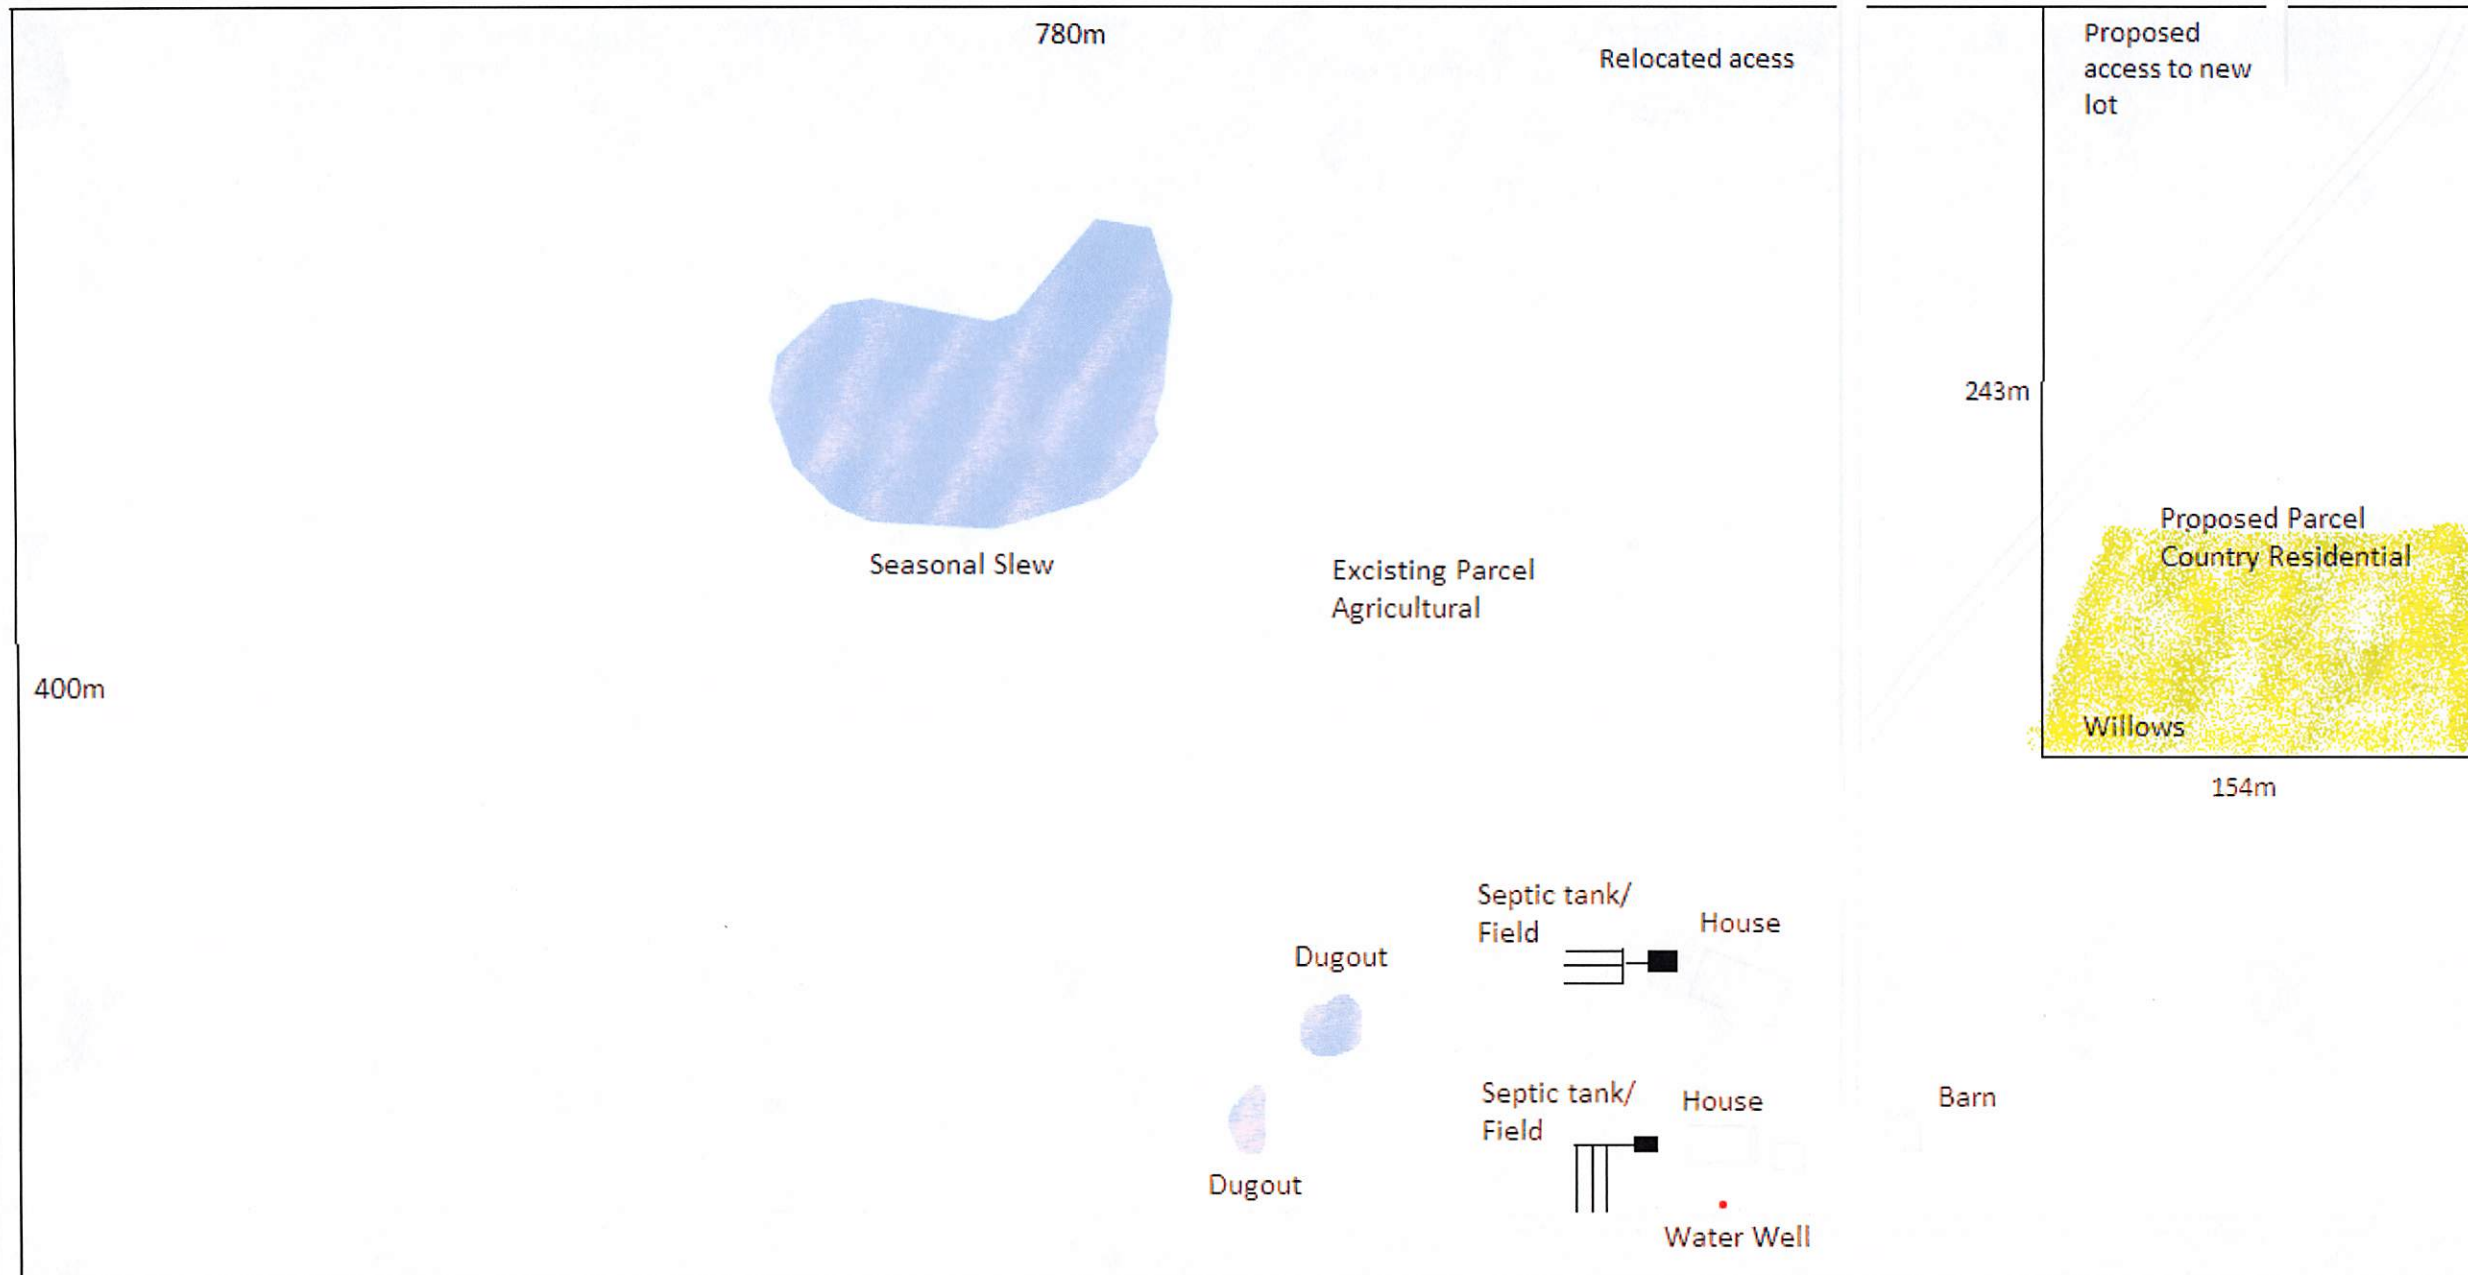 780m
Relocated acess
Proposed
access to new
lot
243m
Proposed Parcel
Country Residential
Seasonal Slew
Excisting Parcel
Agricultural
400m
Willows
154m
Septic tank/
Field
House
Dugout
Septic tank/
Field
House
Barn
Dugout
Water Well